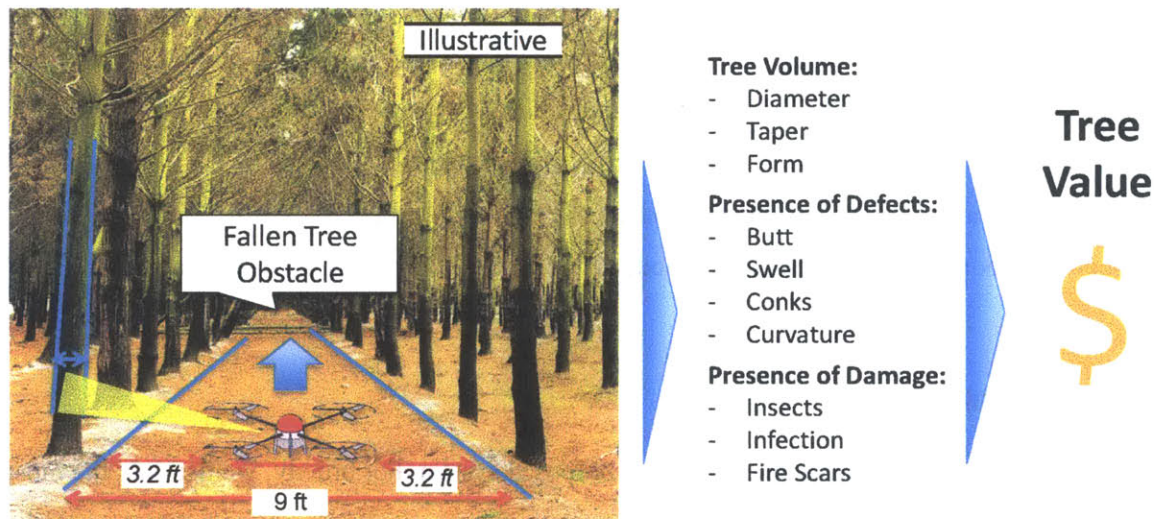 Illustrative
Fallen Tree
Obstacle
3.2 ft
3.2 ft
9 ft
Tree Volume:
- Diameter
- Taper
- Form
Presence of Defects:
- Butt
- Swell
- Conks
- Curvature
Presence of Damage:
- Insects
- Infection
- Fire Scars
Tree
Value
$